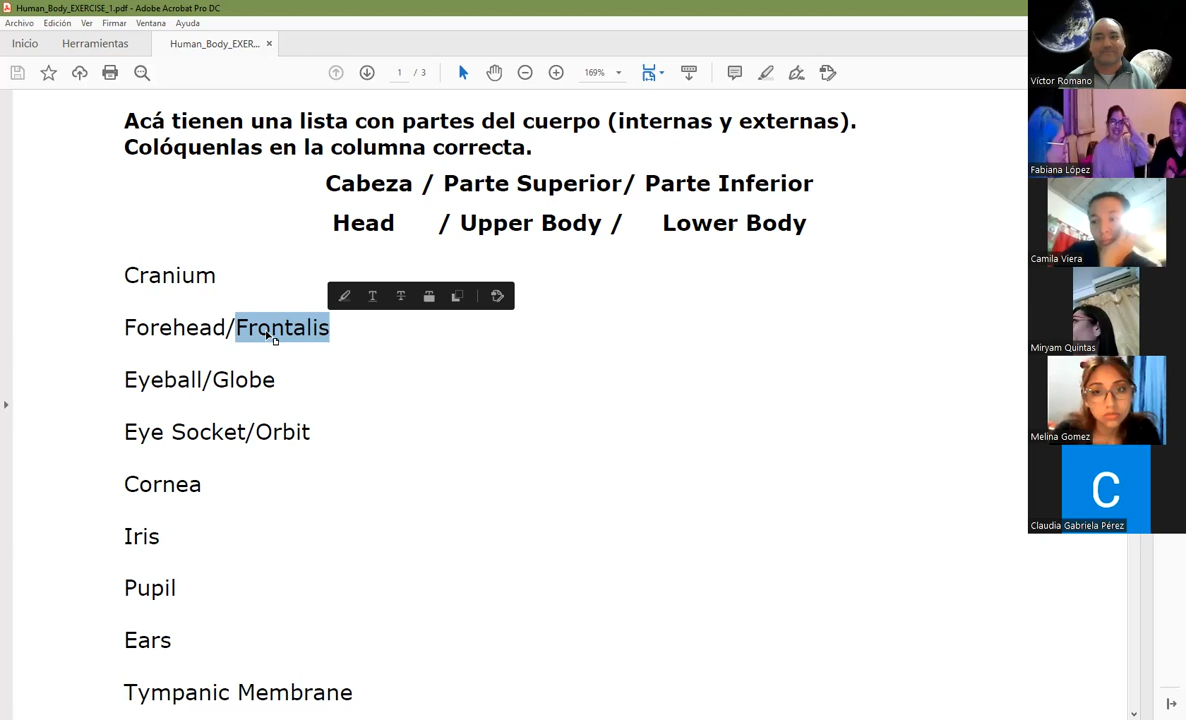 Human_Body_EXERCISE_1.pdf - Adobe Acrobat Pro DC
Archivo Edición Ver Firmar Ventana Ayuda
Inicio Herramientas Human_Body_EXER... ×
1 / 3 169%
Acá tienen una lista con partes del cuerpo (internas y externas).
Colóquenlas en la columna correcta.
Cabeza / Parte Superior/ Parte Inferior
Head / Upper Body / Lower Body
Cranium
Forehead/Frontalis
Eyeball/Globe
Eye Socket/Orbit
Cornea
Iris
Pupil
Ears
Tympanic Membrane
Víctor Romano
Fabiana López
Camila Viera
Miryam Quintas
Melina Gomez
C
Claudia Gabriela Pérez